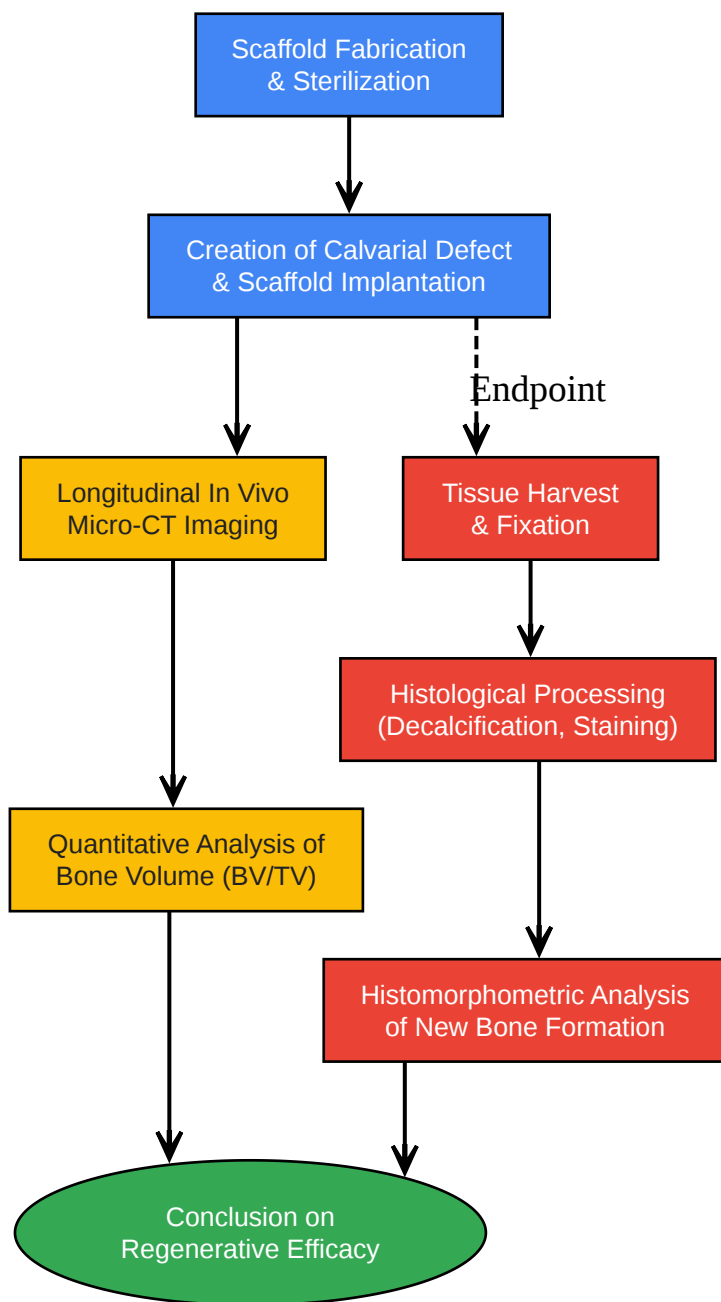 Scaffold Fabrication
& Sterilization
Creation of Calvarial Defect
& Scaffold Implantation
Endpoint
Longitudinal In Vivo
Micro-CT Imaging
Tissue Harvest
& Fixation
Histological Processing
(Decalcification, Staining)
Quantitative Analysis of
Bone Volume (BV/TV)
Histomorphometric Analysis
of New Bone Formation
Conclusion on
Regenerative Efficacy